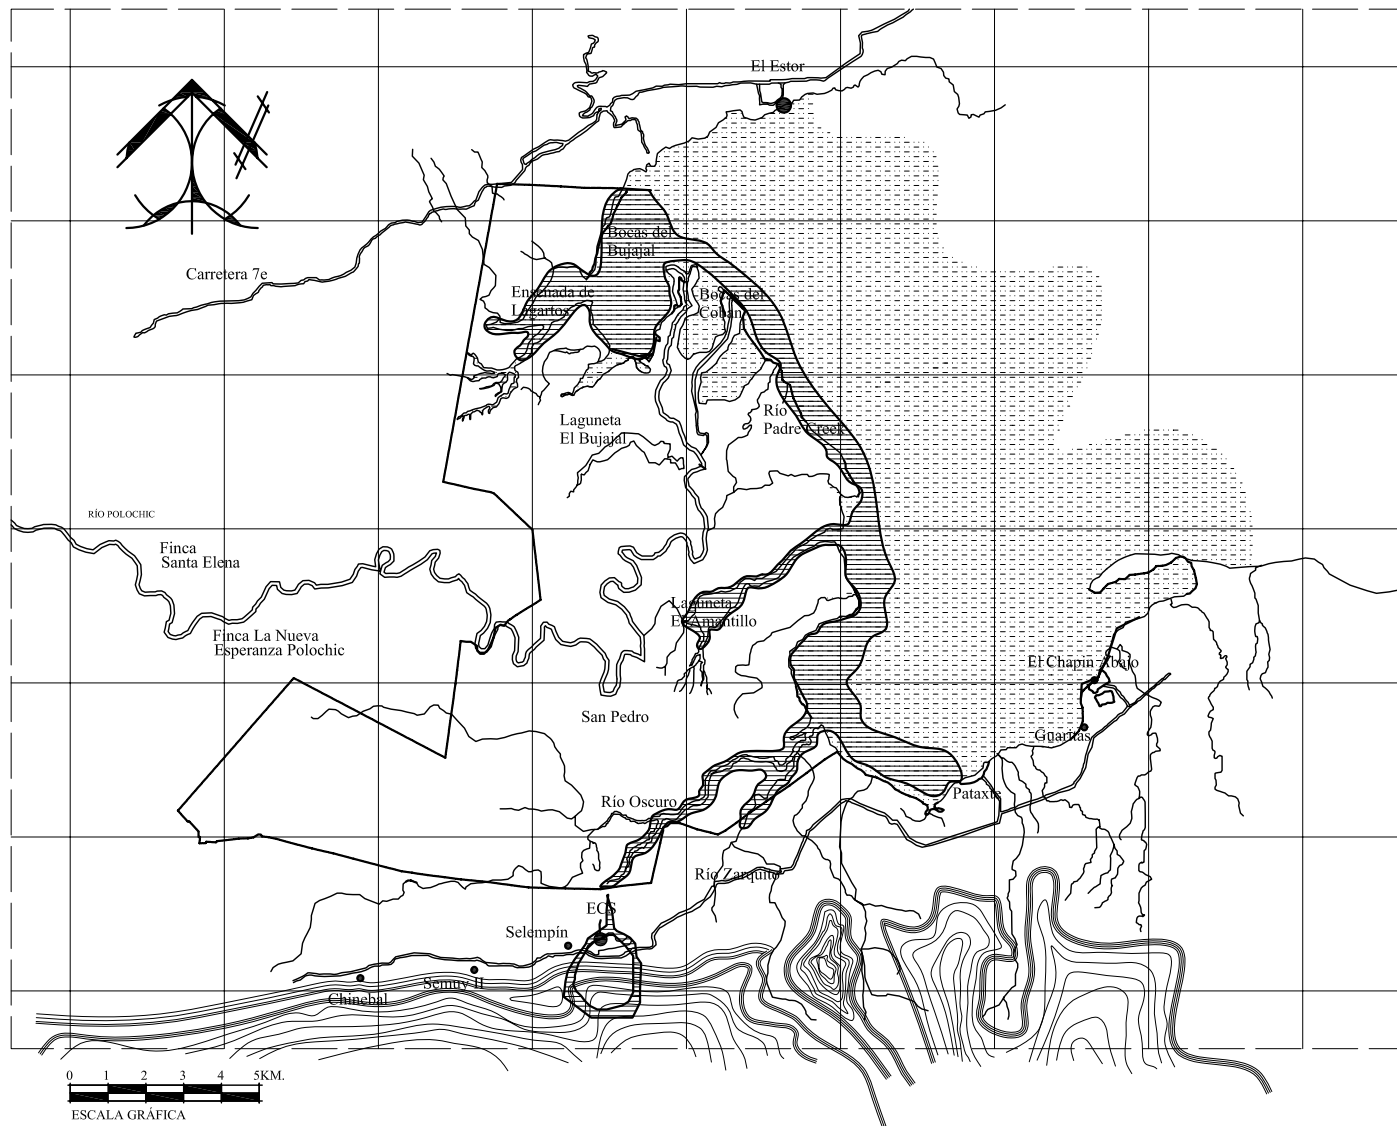 El Estor
Bocas del
Bujajal
Carretera 7e
Ensenada de
Lagartos
Bocas del
Cobán
Laguneta
El Bujajal
Río
Padre Creek
RÍO POLOCHIC
Finca
Santa Elena
Laguneta
El Amantillo
Finca La Nueva
Esperanza Polochic
El Chapin Abajo
San Pedro
Guaritas
Pataxte
Río Oscuro
Río Zarquito
ECS
Selempín
Semuy II
Chinebal
0 1 2 3 4 5KM.
ESCALA GRÁFICA